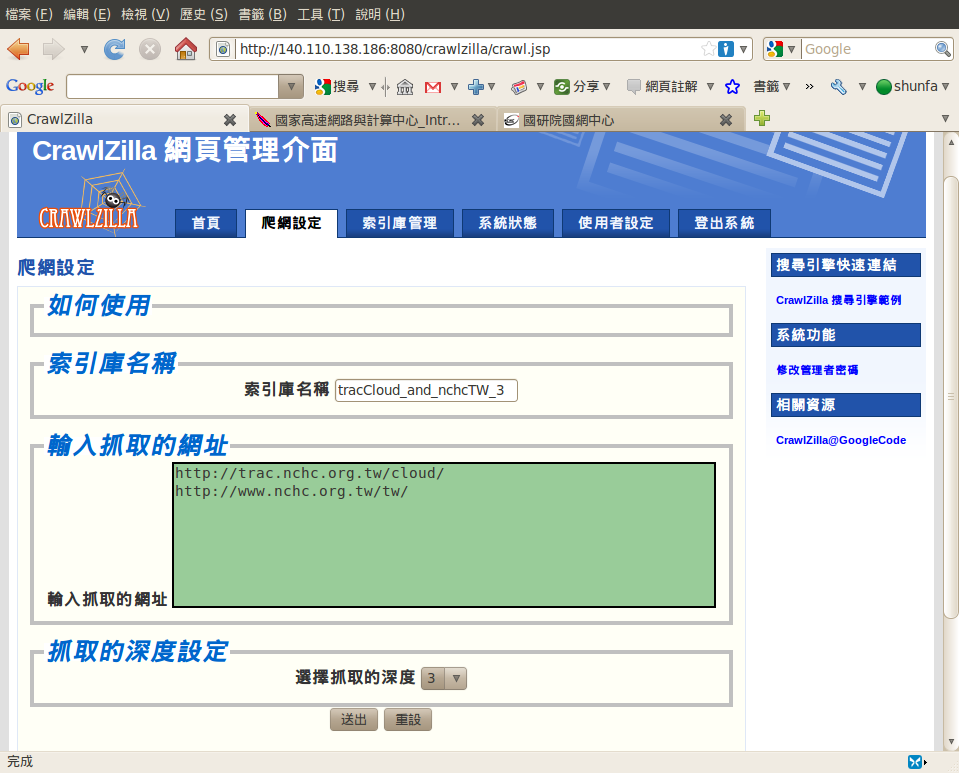 檔案 (F) 編輯 (E) 檢視 (V) 歷史 (S) 書籤 (B) 工具 (T) 說明 (H)
http://140.110.138.186:8080/crawlzilla/crawl.jsp Google
Google 搜尋 分享 網頁註解 書籤 » shunfa
CrawlZilla 國家高速網路與計算中心_Intr... 國研院國網中心
CrawlZilla 網頁管理介面
CRAWLZILLA
首頁 爬網設定 索引庫管理 系統狀態 使用者設定 登出系統
爬網設定
如何使用
索引庫名稱
索引庫名稱 tracCloud_and_nchcTW_3
輸入抓取的網址
http://trac.nchc.org.tw/cloud/
http://www.nchc.org.tw/tw/
輸入抓取的網址
抓取的深度設定
選擇抓取的深度 3
送出 重設
搜尋引擎快速連結
CrawlZilla 搜尋引擎範例
系統功能
修改管理者密碼
相關資源
CrawlZilla@GoogleCode
完成